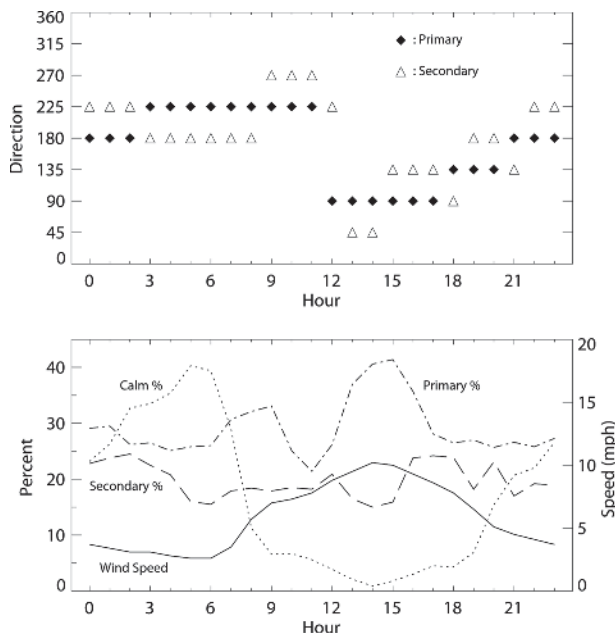 360
315
270
225
180
135
90
45
0
Direction
: Primary
: Secondary
0 3 6 9 12 15 18 21
Hour
40
30
20
10
0
Percent
20
15
10
5
0
Speed (mph)
Calm %
Primary %
Secondary %
Wind Speed
0 3 6 9 12 15 18 21
Hour